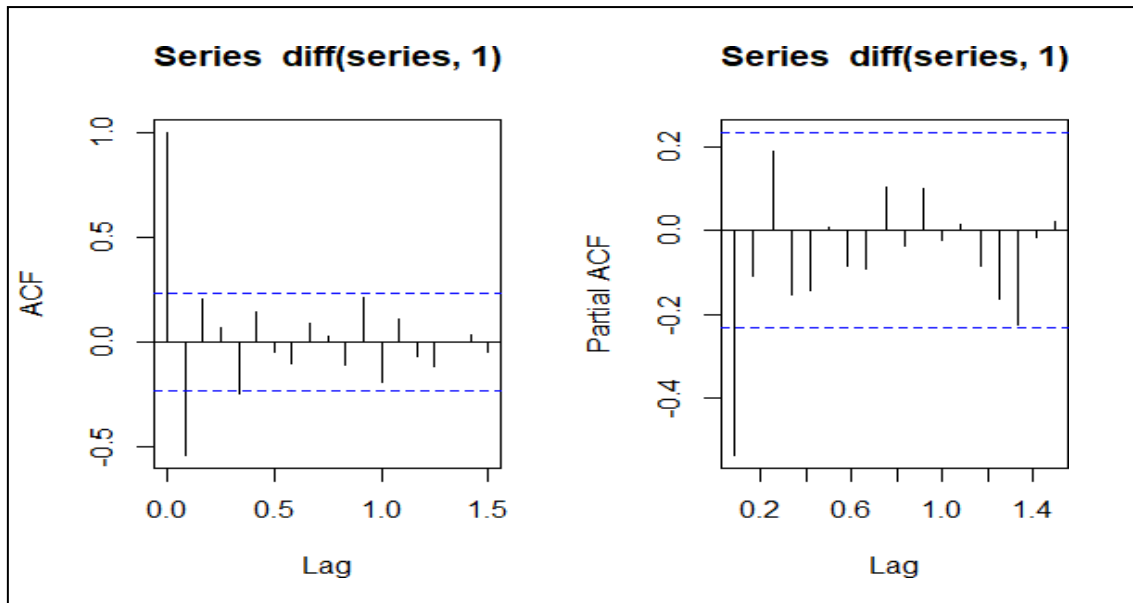 Series diff(series, 1)
ACF
1.0
0.5
0.0
-0.5
0.0 0.5 1.0 1.5
Lag
Series diff(series, 1)
Partial ACF
0.2
0.0
-0.2
-0.4
0.2 0.6 1.0 1.4
Lag